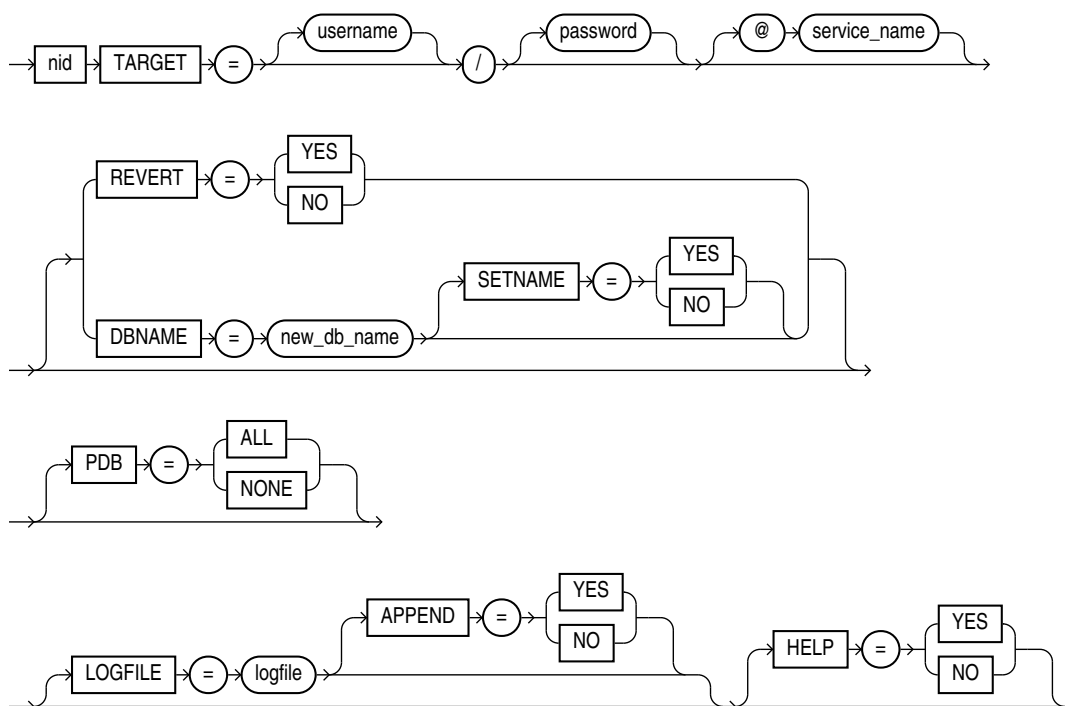 username password @ service_name
nid TARGET = /
YES
REVERT =
NO
YES
SETNAME =
NO
DBNAME = new_db_name
ALL
PDB =
NONE
YES
APPEND =
NO
YES
HELP =
NO
LOGFILE = logfile